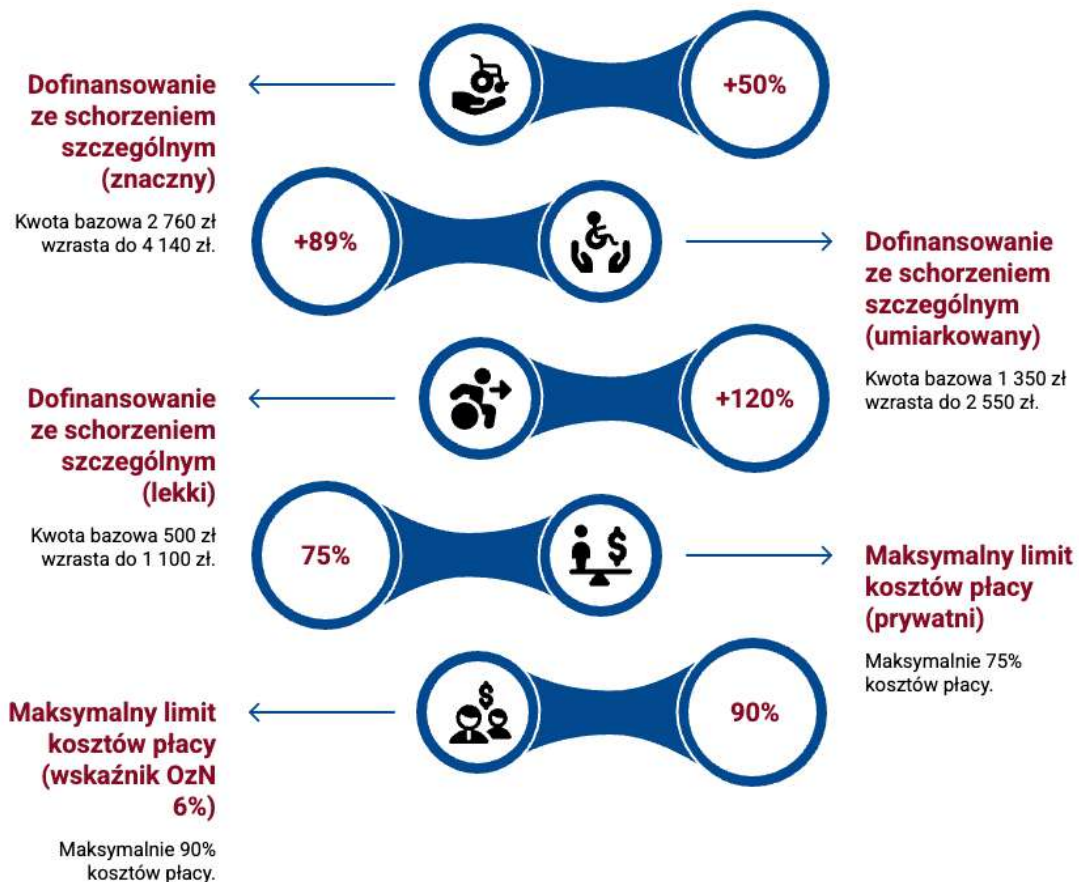 +50%
Dofinansowanie
ze schorzeniem
szczególnym
(znaczny)
Kwota bazowa 2 760 zł
wzrasta do 4 140 zł.
+89%
Dofinansowanie
ze schorzeniem
szczególnym
(umiarkowany)
Kwota bazowa 1 350 zł
wzrasta do 2 550 zł.
+120%
Dofinansowanie
ze schorzeniem
szczególnym
(lekki)
Kwota bazowa 500 zł
wzrasta do 1 100 zł.
75%
Maksymalny limit
kosztów płacy
(prywatni)
Maksymalnie 75%
kosztów płacy.
90%
Maksymalny limit
kosztów płacy
(wskaźnik OzN
6%)
Maksymalnie 90%
kosztów płacy.